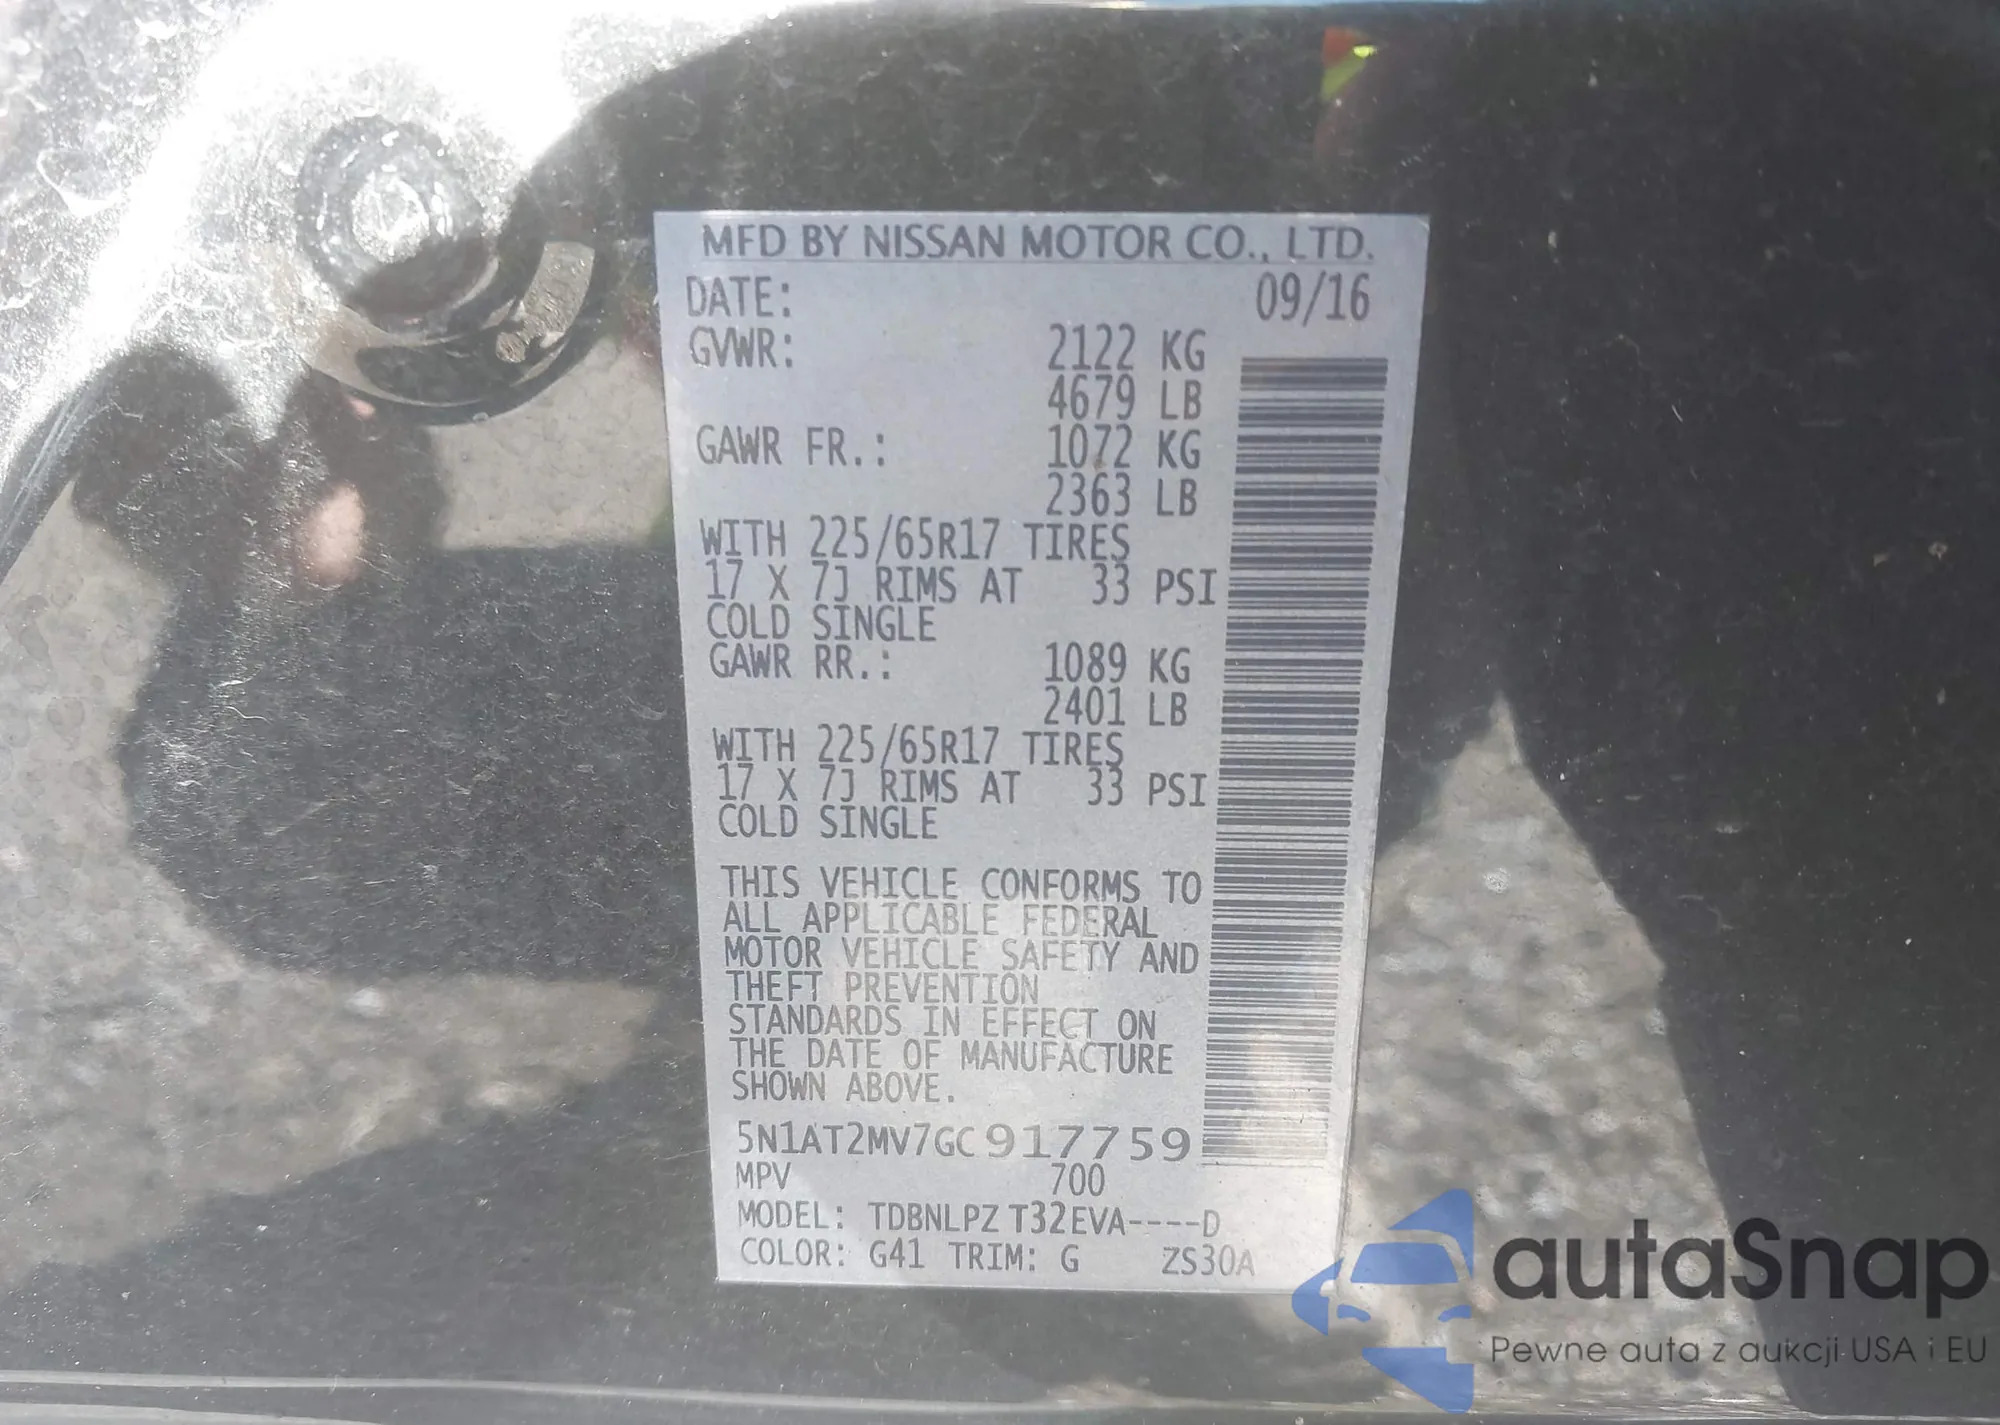 MFD BY NISSAN MOTOR CO., LTD.
DATE: 09/16
GVWR: 2122 KG
4679 LB
GAWR FR.: 1072 KG
2363 LB
WITH 225/65R17 TIRES
17 X 7J RIMS AT 33 PSI
COLD SINGLE
GAWR RR.: 1089 KG
2401 LB
WITH 225/65R17 TIRES
17 X 7J RIMS AT 33 PSI
COLD SINGLE
THIS VEHICLE CONFORMS TO
ALL APPLICABLE FEDERAL
MOTOR VEHICLE SAFETY AND
THEFT PREVENTION
STANDARDS IN EFFECT ON
THE DATE OF MANUFACTURE
SHOWN ABOVE.
5N1AT2MV7GC917759
MPV 700
MODEL: TDBNLPZ T32EVA----D
COLOR: G41 TRIM: G ZS30A
autaSnap
Pewne auta z aukcji USA i EU